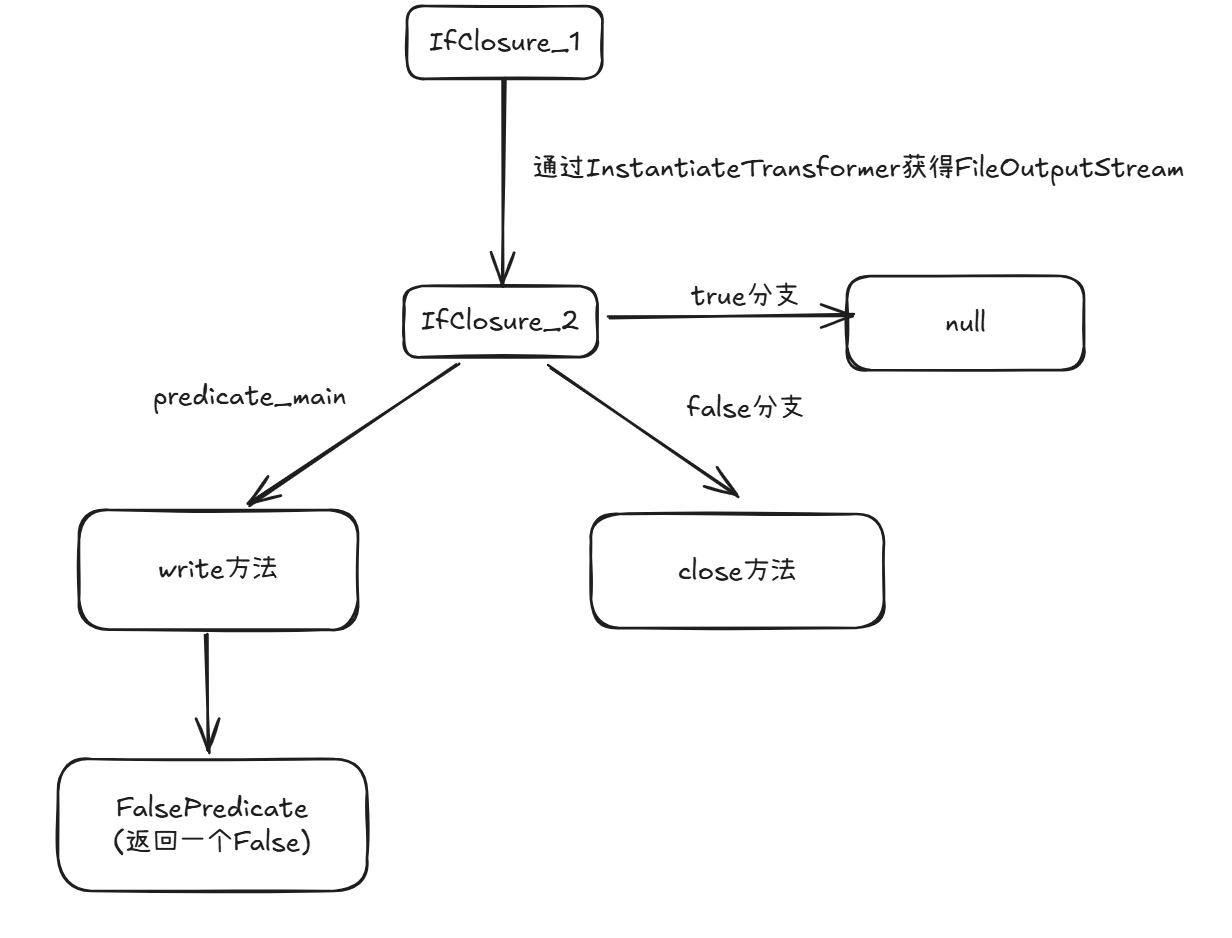 IfClosure_1
通过InstantiateTransformer获得FileOutputStream
IfClosure_2
true分支
null
predicate_main
false分支
write方法
close方法
FalsePredicate
(返回一个False)